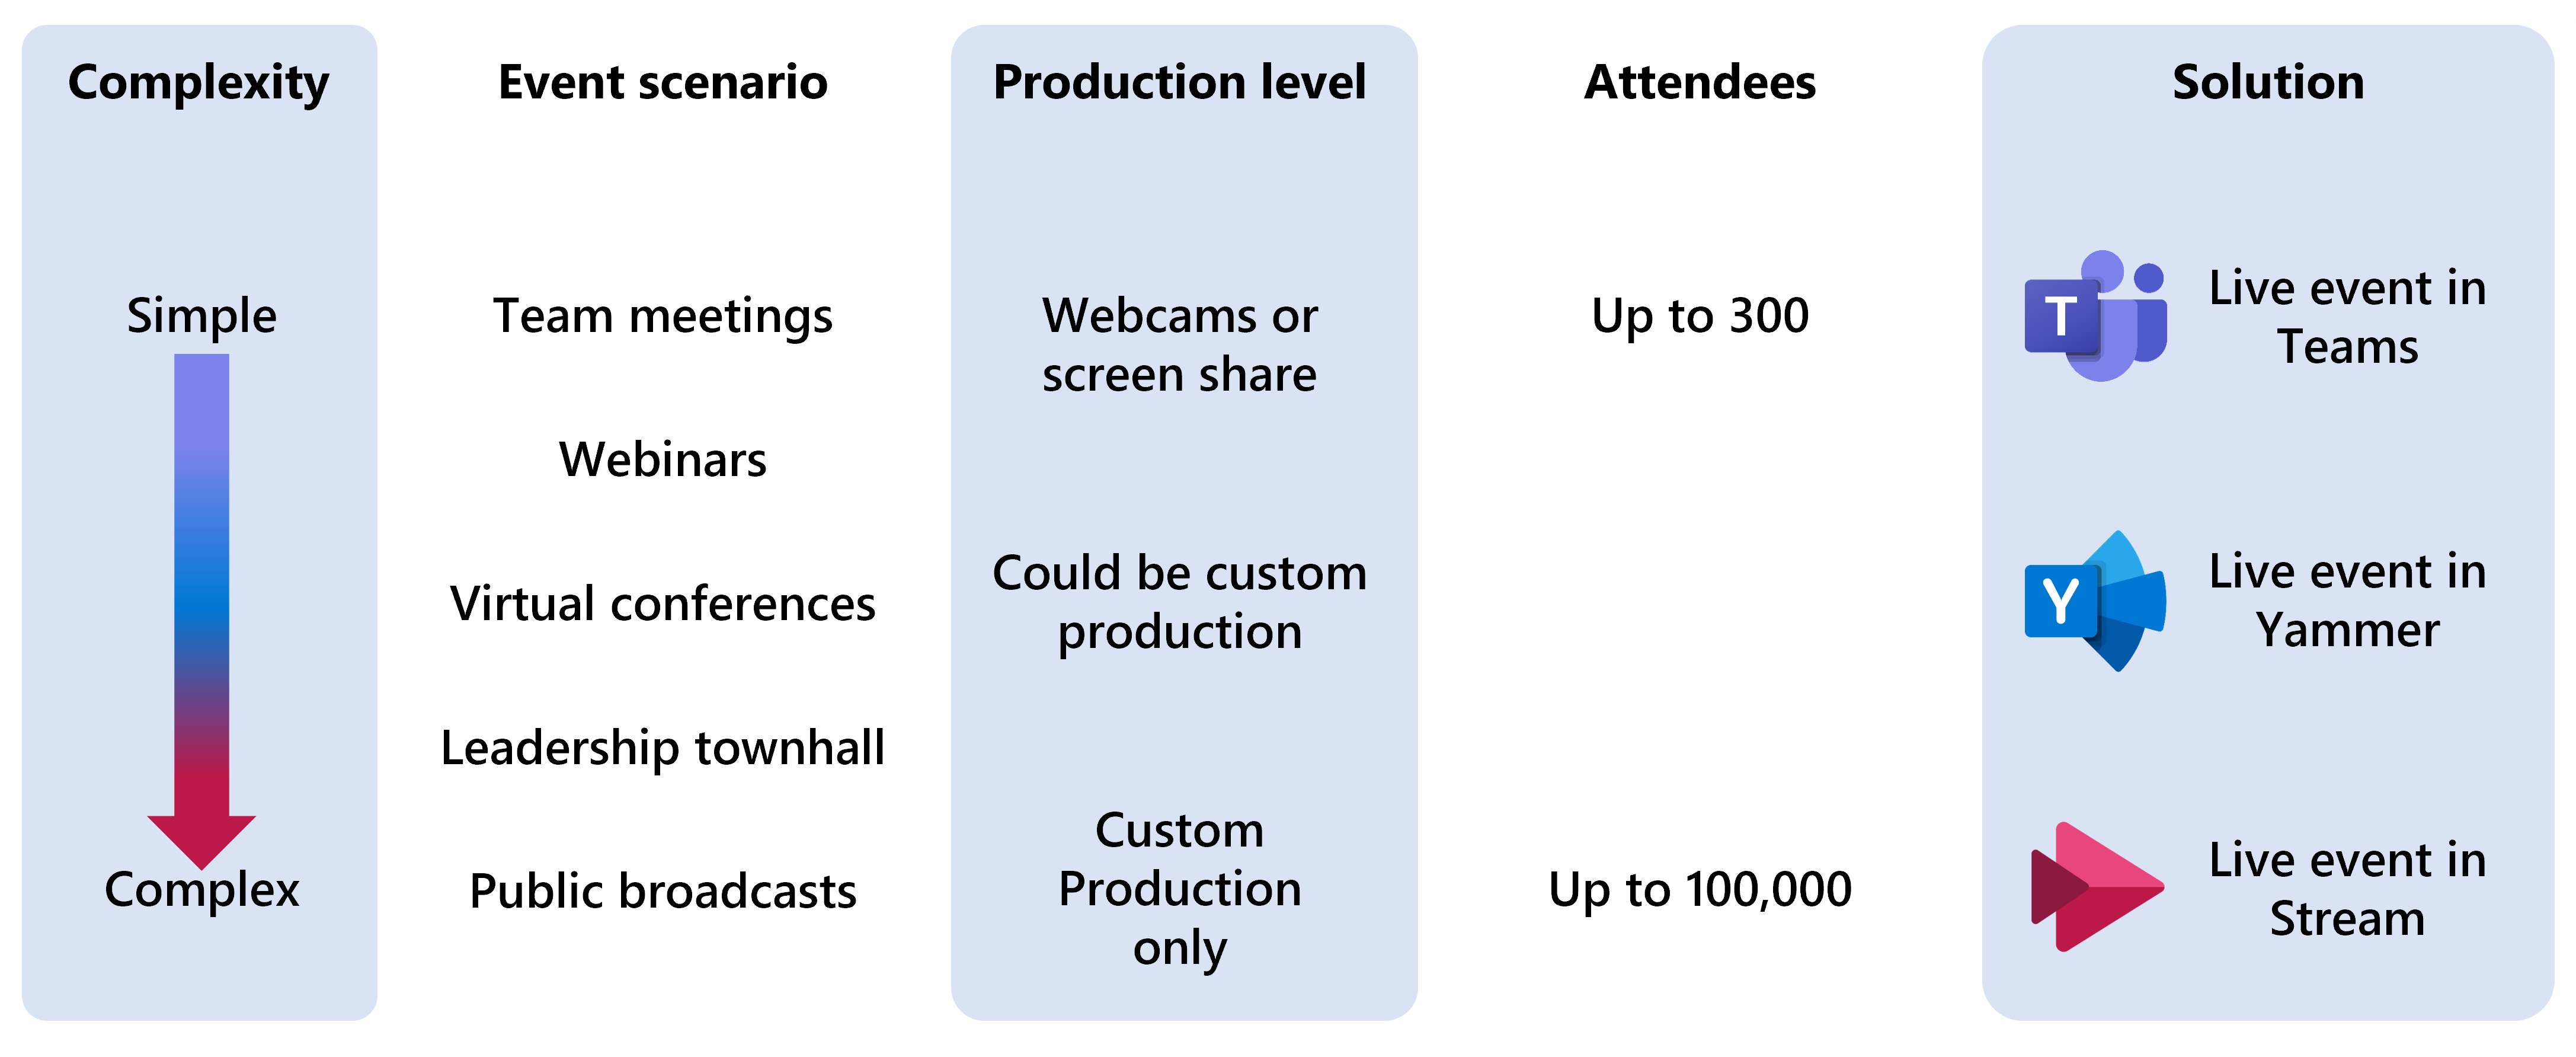 Complexity
Event scenario
Production level
Attendees
Solution
Simple
Team meetings
Webcams or
screen share
Up to 300
T
Live event in
Teams
Webinars
Virtual conferences
Could be custom
production
Y
Live event in
Yammer
Leadership townhall
Complex
Public broadcasts
Custom
Production
only
Up to 100,000
Live event in
Stream